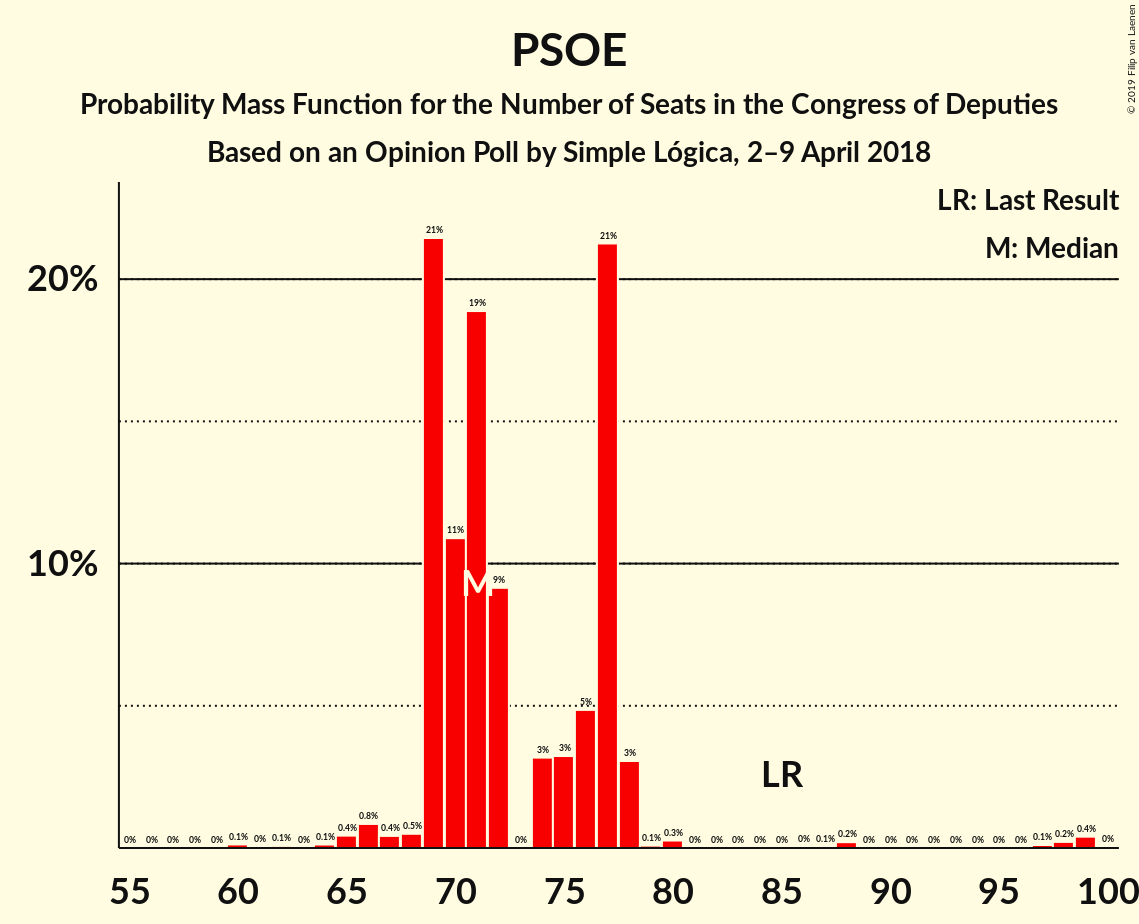 PSOE
Probability Mass Function for the Number of Seats in the Congress of Deputies
Based on an Opinion Poll by Simple Lógica, 2–9 April 2018
© 2019 Filip van Laenen
LR: Last Result
M: Median
20%
10%
0% 0% 0% 0% 0% 0.1% 0% 0.1% 0% 0.1% 0.4% 0.8% 0.4% 0.5% 21% 11% 19% 9% 0% 3% 3% 5% 21% 3% 0.1% 0.3% 0% 0% 0% 0% 0% 0% 0.1% 0.2% 0% 0% 0% 0% 0% 0% 0% 0% 0.1% 0.2% 0.4% 0%
M
LR
55 60 65 70 75 80 85 90 95 100